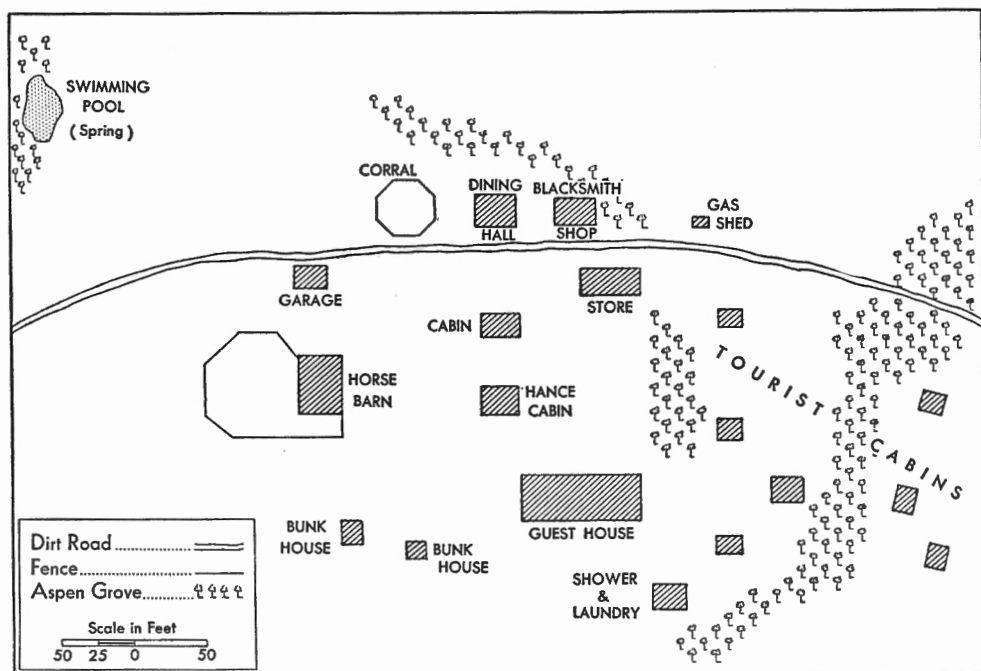 SWIMMING
POOL
(Spring)
CORRAL
DINING
HALL
BLACKSMITH
SHOP
GAS
SHED
GARAGE
STORE
CABIN
HORSE
BARN
HANCE
CABIN
TOURIST CABINS
GUEST HOUSE
BUNK
HOUSE
BUNK
HOUSE
SHOWER
&
LAUNDRY
Dirt Road
Fence
Aspen Grove
Scale in Feet
50 25 0 50